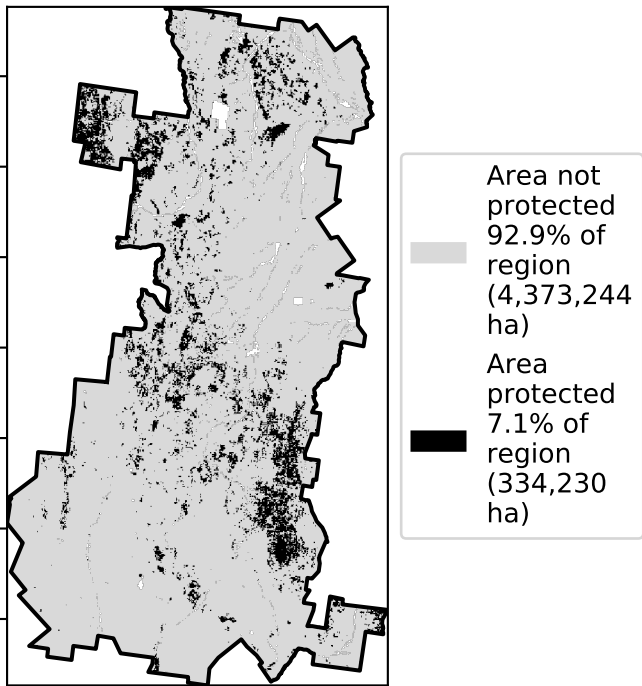 Area not
protected
92.9% of
region
(4,373,244
ha)
Area
protected
7.1% of
region
(334,230
ha)